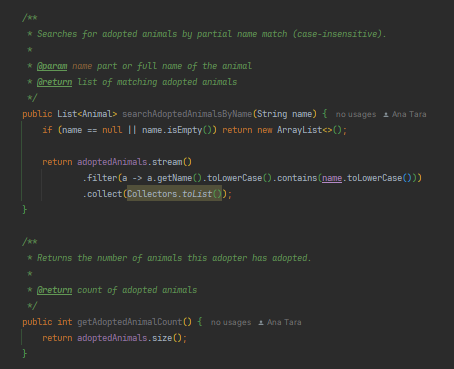 /**
 * Searches for adopted animals by partial name match (case-insensitive).
 *
 * @param name part or full name of the animal
 * @return list of matching adopted animals
 */
public List<Animal> searchAdoptedAnimalsByName(String name) { no usages Ana Tara
    if (name == null || name.isEmpty()) return new ArrayList<>();
    return adoptedAnimals.stream()
            .filter(a -> a.getName().toLowerCase().contains(name.toLowerCase()))
            .collect(Collectors.toList());
}
/**
 * Returns the number of animals this adopter has adopted.
 *
 * @return count of adopted animals
 */
public int getAdoptedAnimalCount() { no usages Ana Tara
    return adoptedAnimals.size();
}